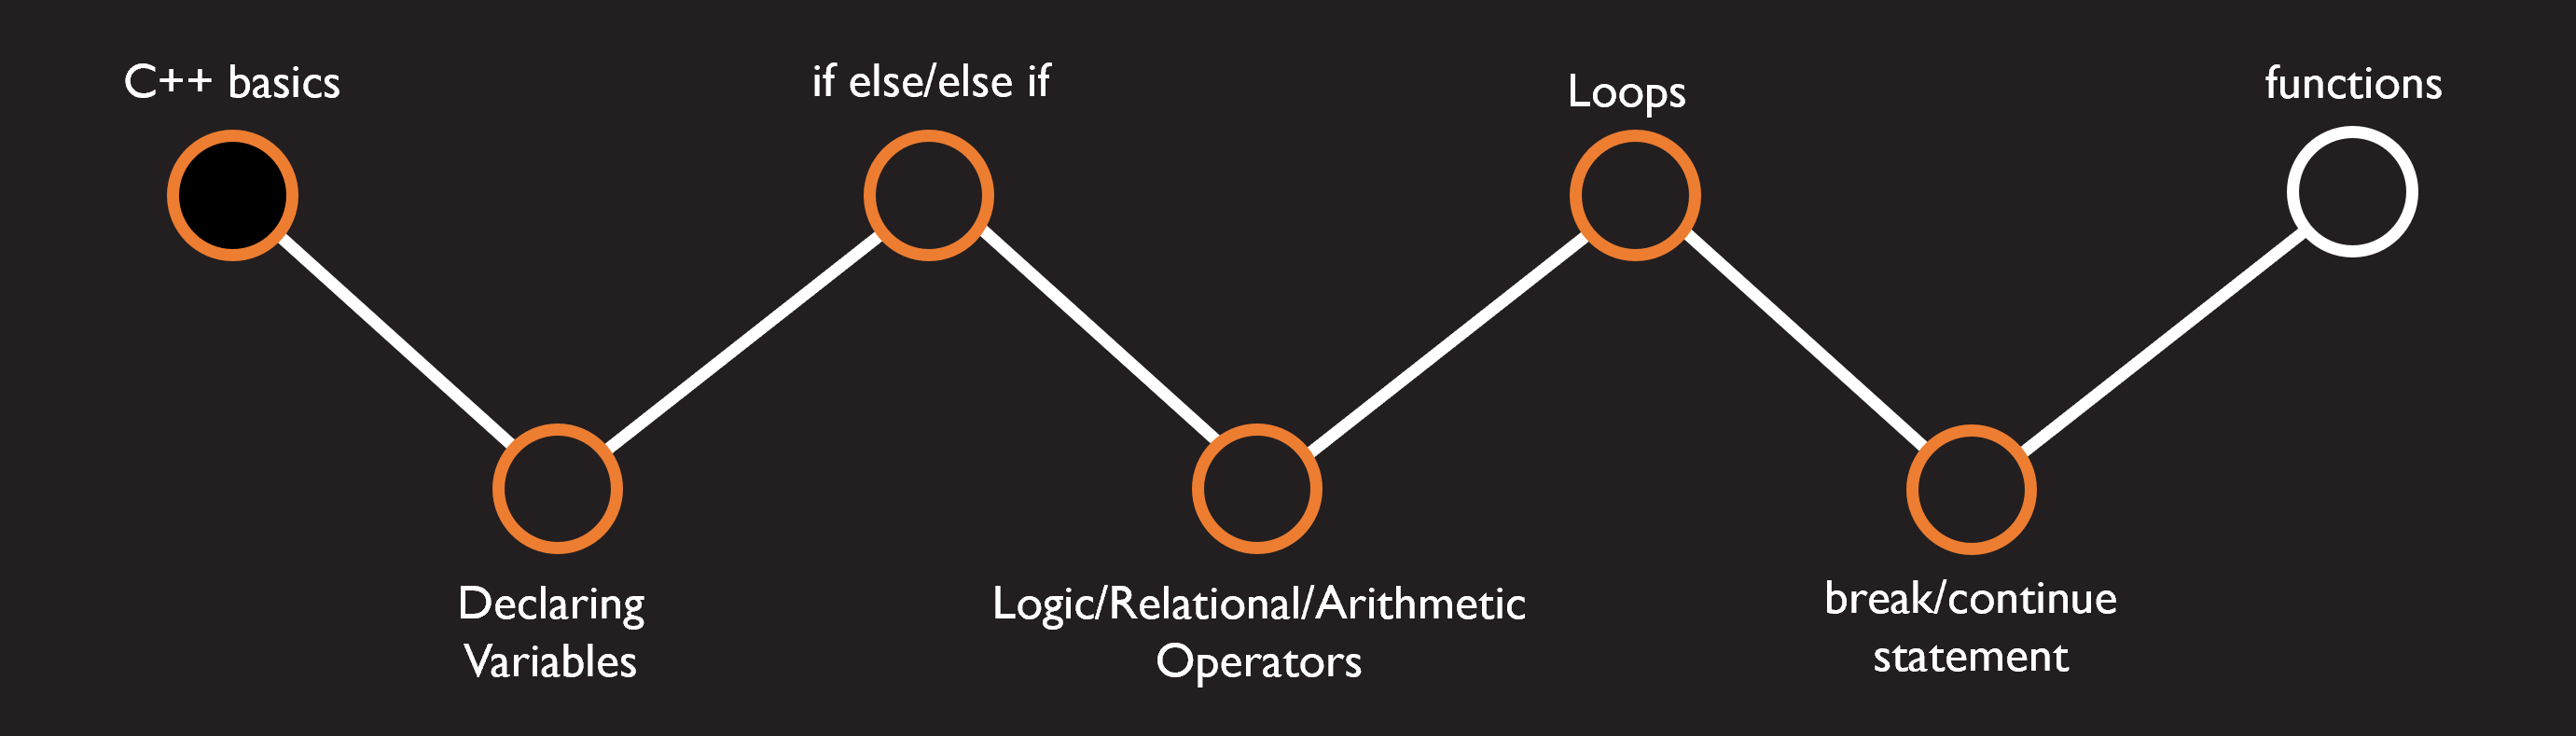 C++ basics
if else/else if
Loops
functions
Declaring
Variables
Logic/Relational/Arithmetic
Operators
break/continue
statement